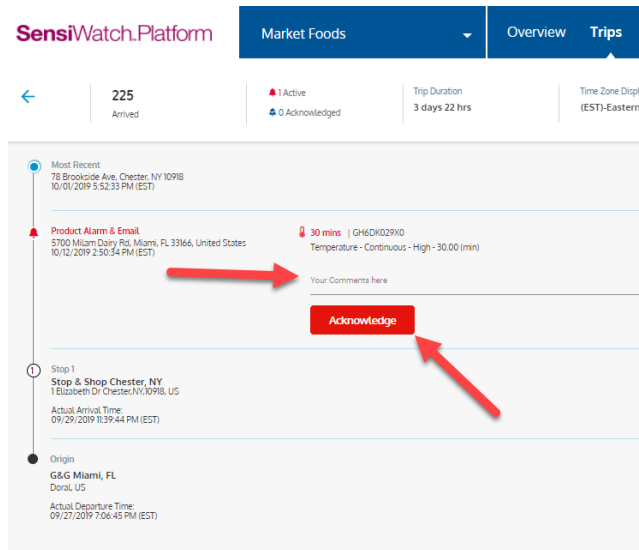 SensiWatch.Platform
Market Foods
Overview
Trips
225
Arrived
1 Active
0 Acknowledged
Trip Duration
3 days 22 hrs
Time Zone Displ
(EST)-Eastern
Most Recent
78 Brookside Ave, Chester, NY 10918
10/01/2019 5:52:33 PM (EST)
Product Alarm & Email
5700 Milam Dairy Rd, Miami, FL 33166, United States
10/12/2019 2:50:34 PM (EST)
30 mins | GH6DK029X0
Temperature - Continuous - High - 30.00 (min)
Your Comments here
Acknowledge
1
Stop 1
Stop & Shop Chester, NY
1 Elizabeth Dr Chester,NY,10918, US
Actual Arrival Time:
09/29/2019 11:39:44 PM (EST)
Origin
G&G Miami, FL
Doral, US
Actual Departure Time:
09/27/2019 7:06:45 PM (EST)